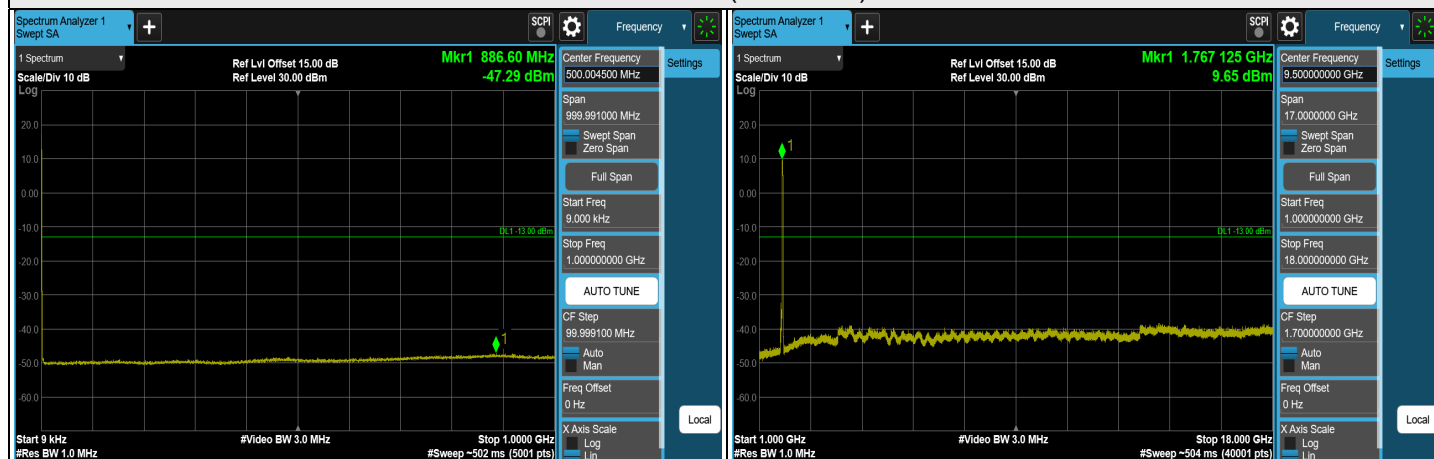 Spectrum Analyzer 1
Swept SA
+
SCPI
Frequency
1 Spectrum
Scale/Div 10 dB
Log
Ref Lvl Offset 15.00 dB
Ref Level 30.00 dBm
Mkr1 886.60 MHz
-47.29 dBm
20.0
10.0
0.00
-10.0
-20.0
-30.0
-40.0
-50.0
-60.0
DL1 -13.00 dBm
1
Start 9 kHz
#Res BW 1.0 MHz
#Video BW 3.0 MHz
Stop 1.0000 GHz
#Sweep ~502 ms (5001 pts)
Center Frequency
500.004500 MHz
Settings
Span
999.991000 MHz
Swept Span
Zero Span
Full Span
Start Freq
9.000 kHz
Stop Freq
1.000000000 GHz
AUTO TUNE
CF Step
99.999100 MHz
Auto
Man
Freq Offset
0 Hz
X Axis Scale
Log
Lin
Local
Spectrum Analyzer 1
Swept SA
+
SCPI
Frequency
1 Spectrum
Scale/Div 10 dB
Log
Ref Lvl Offset 15.00 dB
Ref Level 30.00 dBm
Mkr1 1.767 125 GHz
9.65 dBm
20.0
10.0
0.00
-10.0
-20.0
-30.0
-40.0
-50.0
-60.0
DL1 -13.00 dBm
1
Start 1.000 GHz
#Res BW 1.0 MHz
#Video BW 3.0 MHz
Stop 18.000 GHz
#Sweep ~504 ms (40001 pts)
Center Frequency
9.500000000 GHz
Settings
Span
17.0000000 GHz
Swept Span
Zero Span
Full Span
Start Freq
1.000000000 GHz
Stop Freq
18.000000000 GHz
AUTO TUNE
CF Step
1.700000000 GHz
Auto
Man
Freq Offset
0 Hz
X Axis Scale
Log
Lin
Local